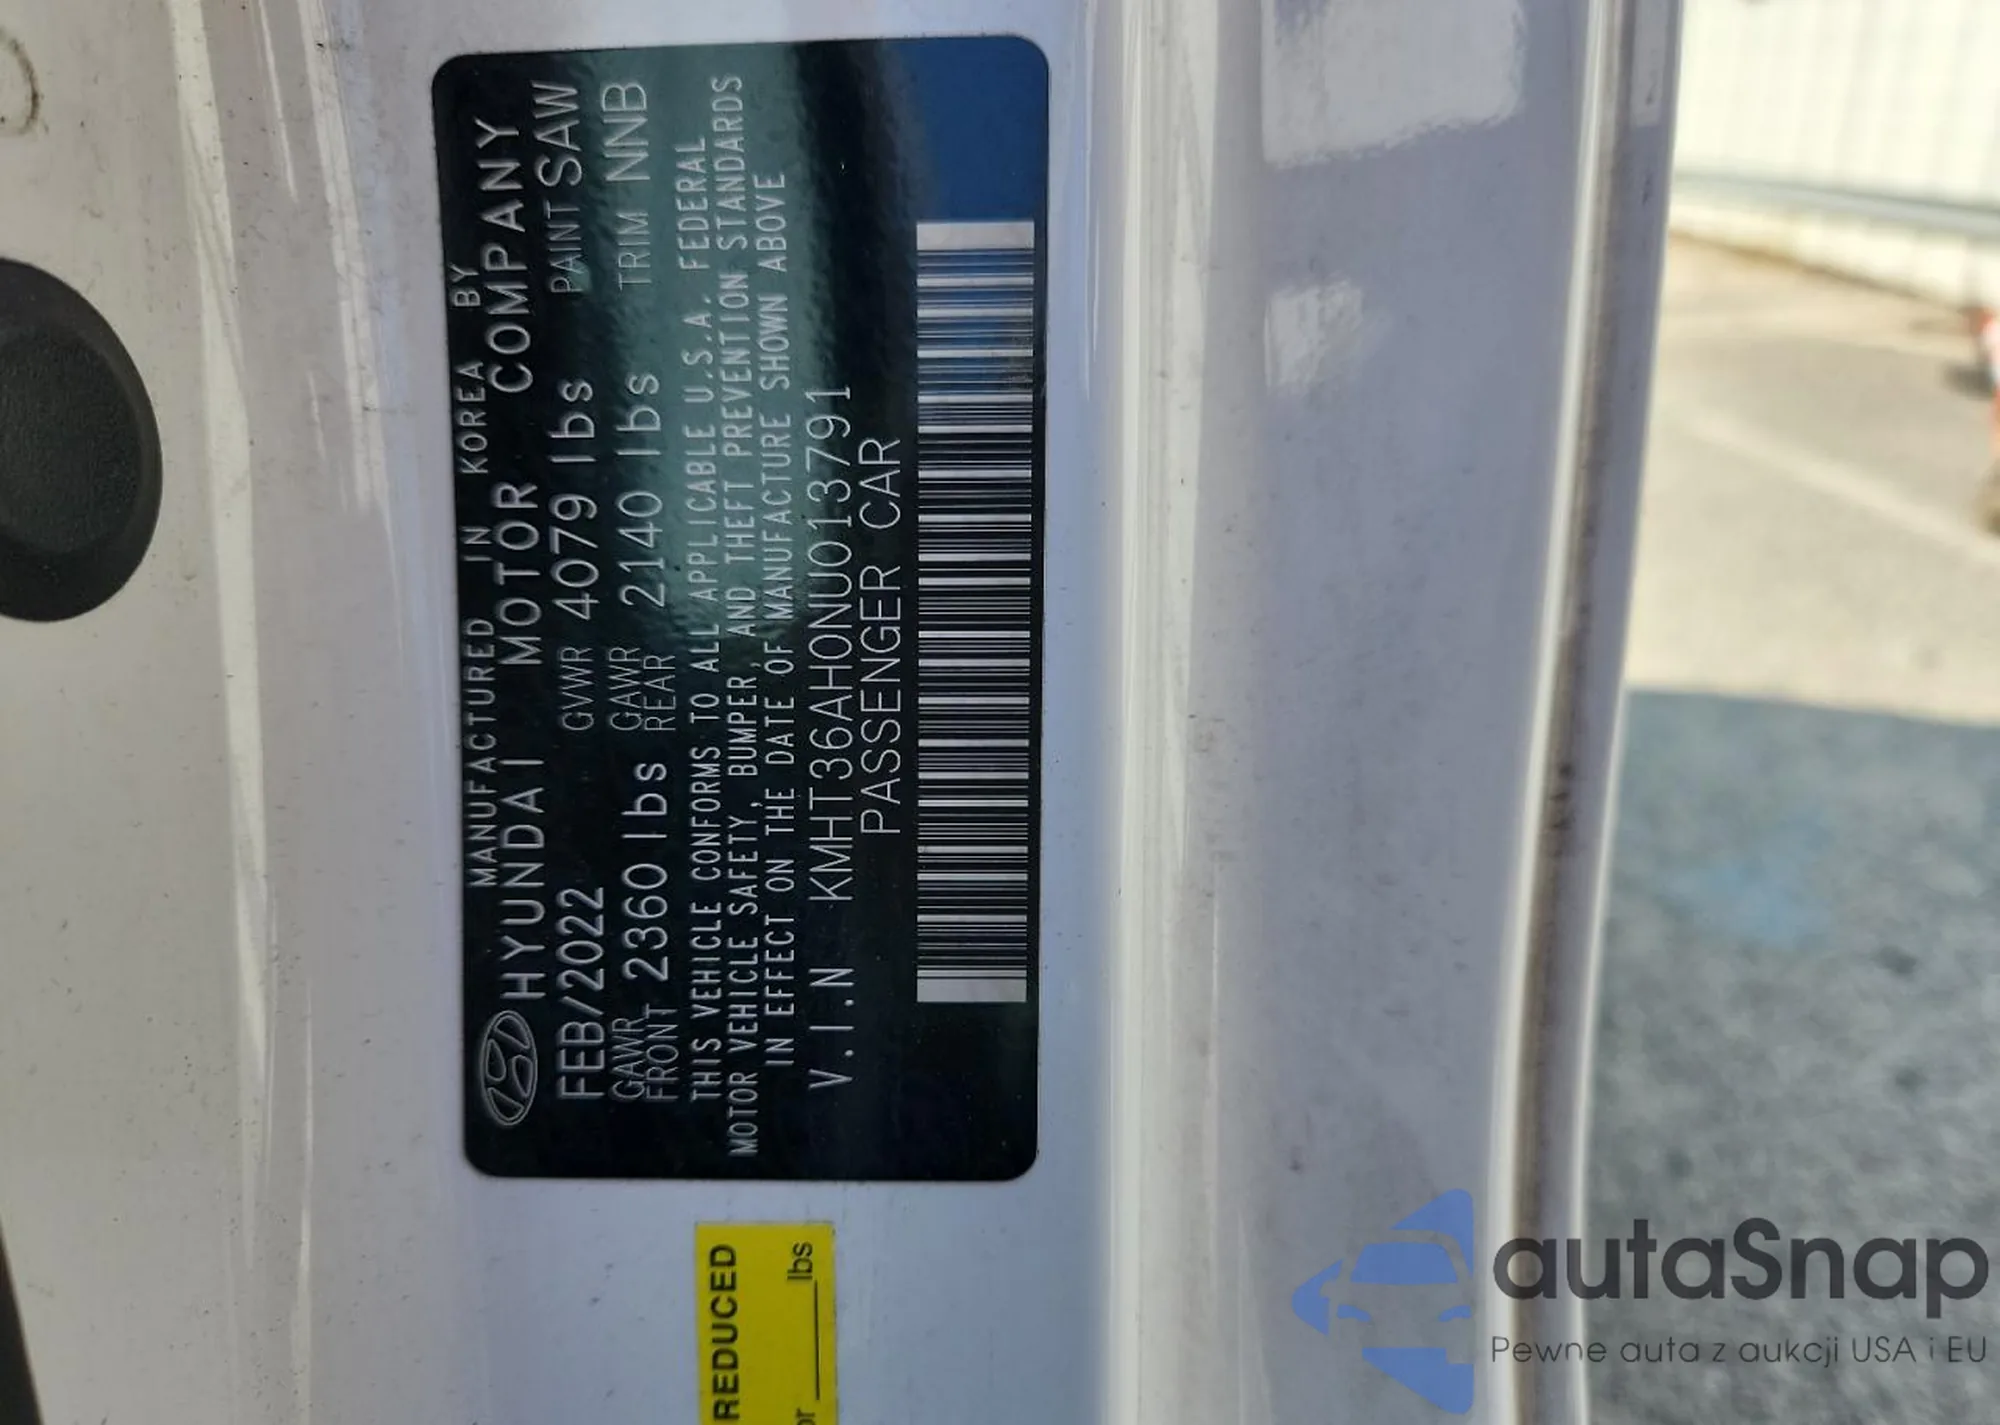 MANUFACTURED IN KOREA BY
HYUNDAI MOTOR COMPANY
FEB/2022 GVWR 4079 lbs PAINT SAW
GAWR FRONT 2360 lbs GAWR REAR 2140 lbs TRIM NNB
THIS VEHICLE CONFORMS TO ALL APPLICABLE U.S.A. FEDERAL
MOTOR VEHICLE SAFETY, BUMPER, AND THEFT PREVENTION STANDARDS
IN EFFECT ON THE DATE OF MANUFACTURE SHOWN ABOVE
V.I.N KMHT36AH0NU013791
PASSENGER CAR
REDUCED
lbs
autaSnap
Pewne auta z aukcji USA i EU